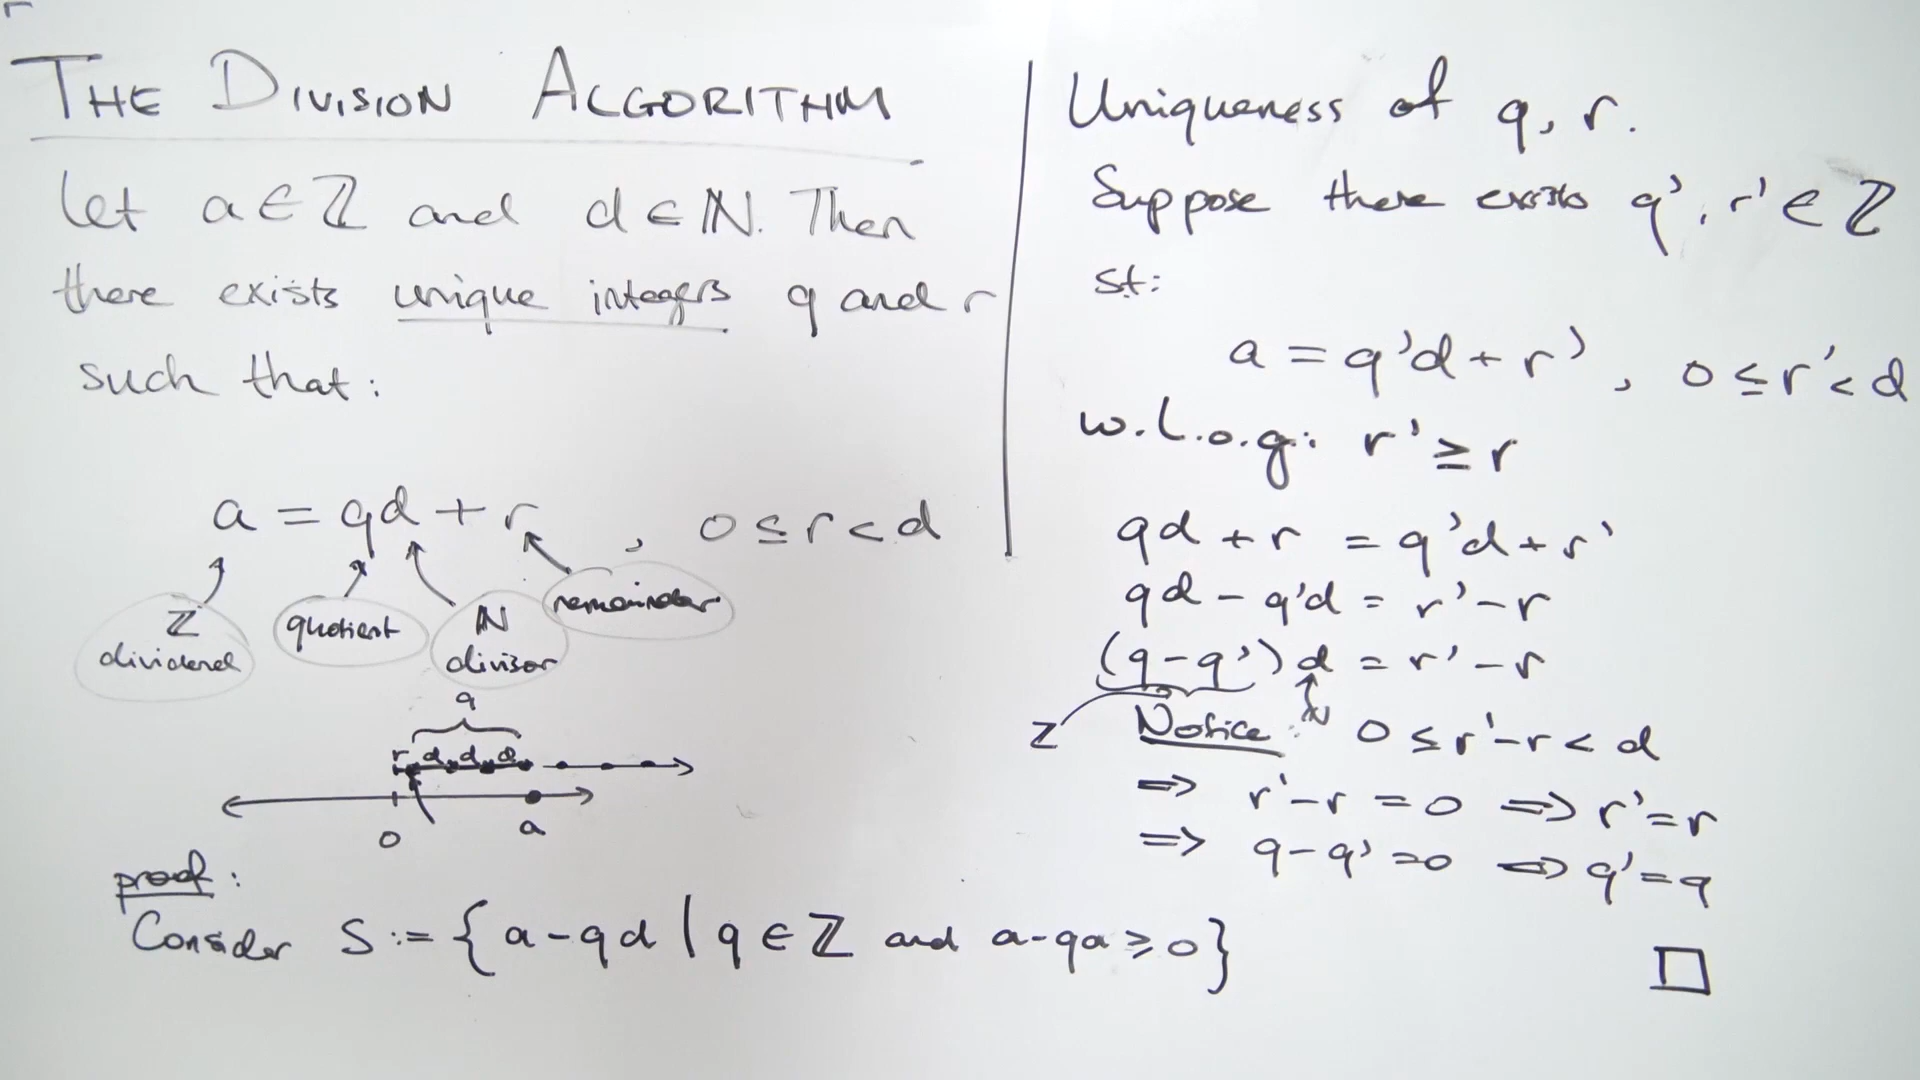 THE DIVISION ALGORITHM
Let a ∈ ℤ and d ∈ ℕ. Then
there exists unique integers q and r
such that:
a = qd + r , 0 ≤ r < d
ℤ
dividend
quotient
ℕ
divisor
remainder
q
r d d d
0 a
proof:
Consider S := { a - qd | q ∈ ℤ and a - qd ≥ 0 }
Uniqueness of q, r.
Suppose there exists q', r' ∈ ℤ
st:
a = q'd + r' , 0 ≤ r' < d
w.l.o.g: r' ≥ r
qd + r = q'd + r'
qd - q'd = r' - r
(q - q') d = r' - r
ℤ
ℕ
Notice: 0 ≤ r' - r < d
⇒ r' - r = 0 ⇒ r' = r
⇒ q - q' = 0 ⇒ q' = q
□